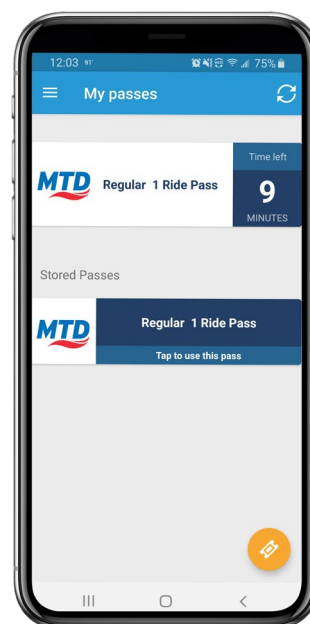 12:03 91° 75%
My passes
Time left
MTD Regular 1 Ride Pass 9
MINUTES
Stored Passes
MTD Regular 1 Ride Pass
Tap to use this pass